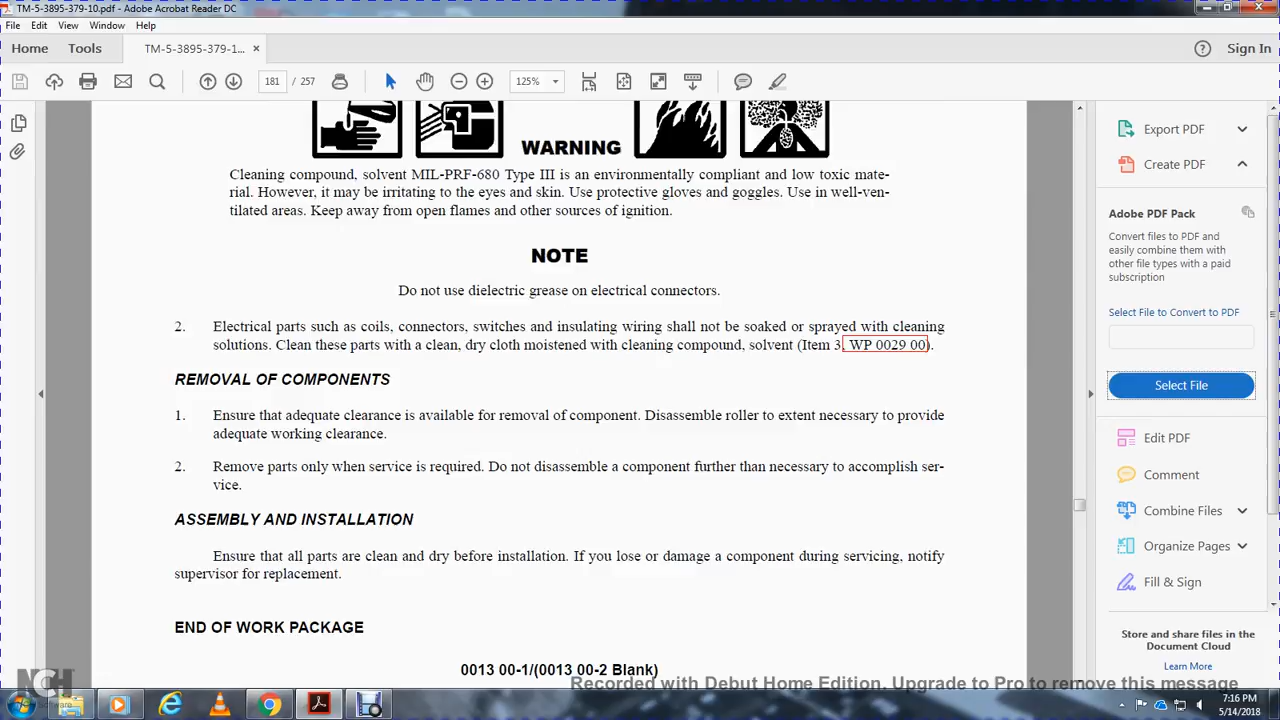 TM-5-3895-379-10.pdf - Adobe Acrobat Reader DC
File Edit View Window Help
Home Tools TM-5-3895-379-1... × Sign In
181 / 257 125%
WARNING
Cleaning compound, solvent MIL-PRF-680 Type III is an environmentally compliant and low toxic mate-
rial. However, it may be irritating to the eyes and skin. Use protective gloves and goggles. Use in well-ven-
tilated areas. Keep away from open flames and other sources of ignition.
NOTE
Do not use dielectric grease on electrical connectors.
2. Electrical parts such as coils, connectors, switches and insulating wiring shall not be soaked or sprayed with cleaning
solutions. Clean these parts with a clean, dry cloth moistened with cleaning compound, solvent (Item 3, WP 0029 00).
REMOVAL OF COMPONENTS
1. Ensure that adequate clearance is available for removal of component. Disassemble roller to extent necessary to provide
adequate working clearance.
2. Remove parts only when service is required. Do not disassemble a component further than necessary to accomplish ser-
vice.
ASSEMBLY AND INSTALLATION
Ensure that all parts are clean and dry before installation. If you lose or damage a component during servicing, notify
supervisor for replacement.
END OF WORK PACKAGE
0013 00-1/(0013 00-2 Blank)
Export PDF
Create PDF
Adobe PDF Pack
Convert files to PDF and
easily combine them with
other file types with a paid
subscription
Select File to Convert to PDF
Select File
Edit PDF
Comment
Combine Files
Organize Pages
Fill & Sign
Store and share files in the
Document Cloud
Learn More
NCH
Software
Recorded with Debut Home Edition. Upgrade to Pro to remove this message
7:16 PM
5/14/2018